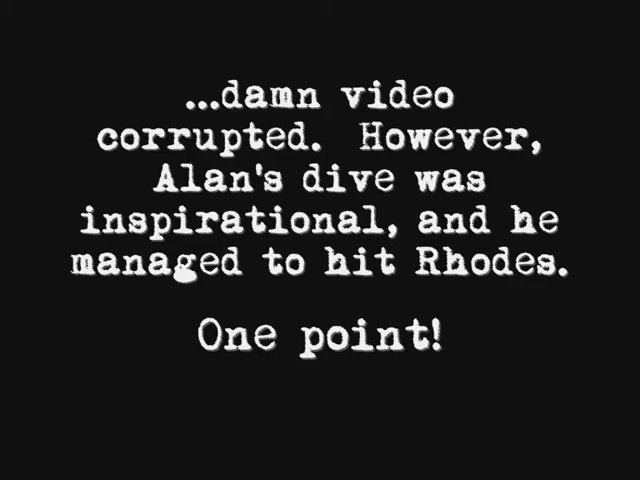 ...damn video
corrupted.  However,
Alan's dive was
inspirational, and he
managed to hit Rhodes.
One point!